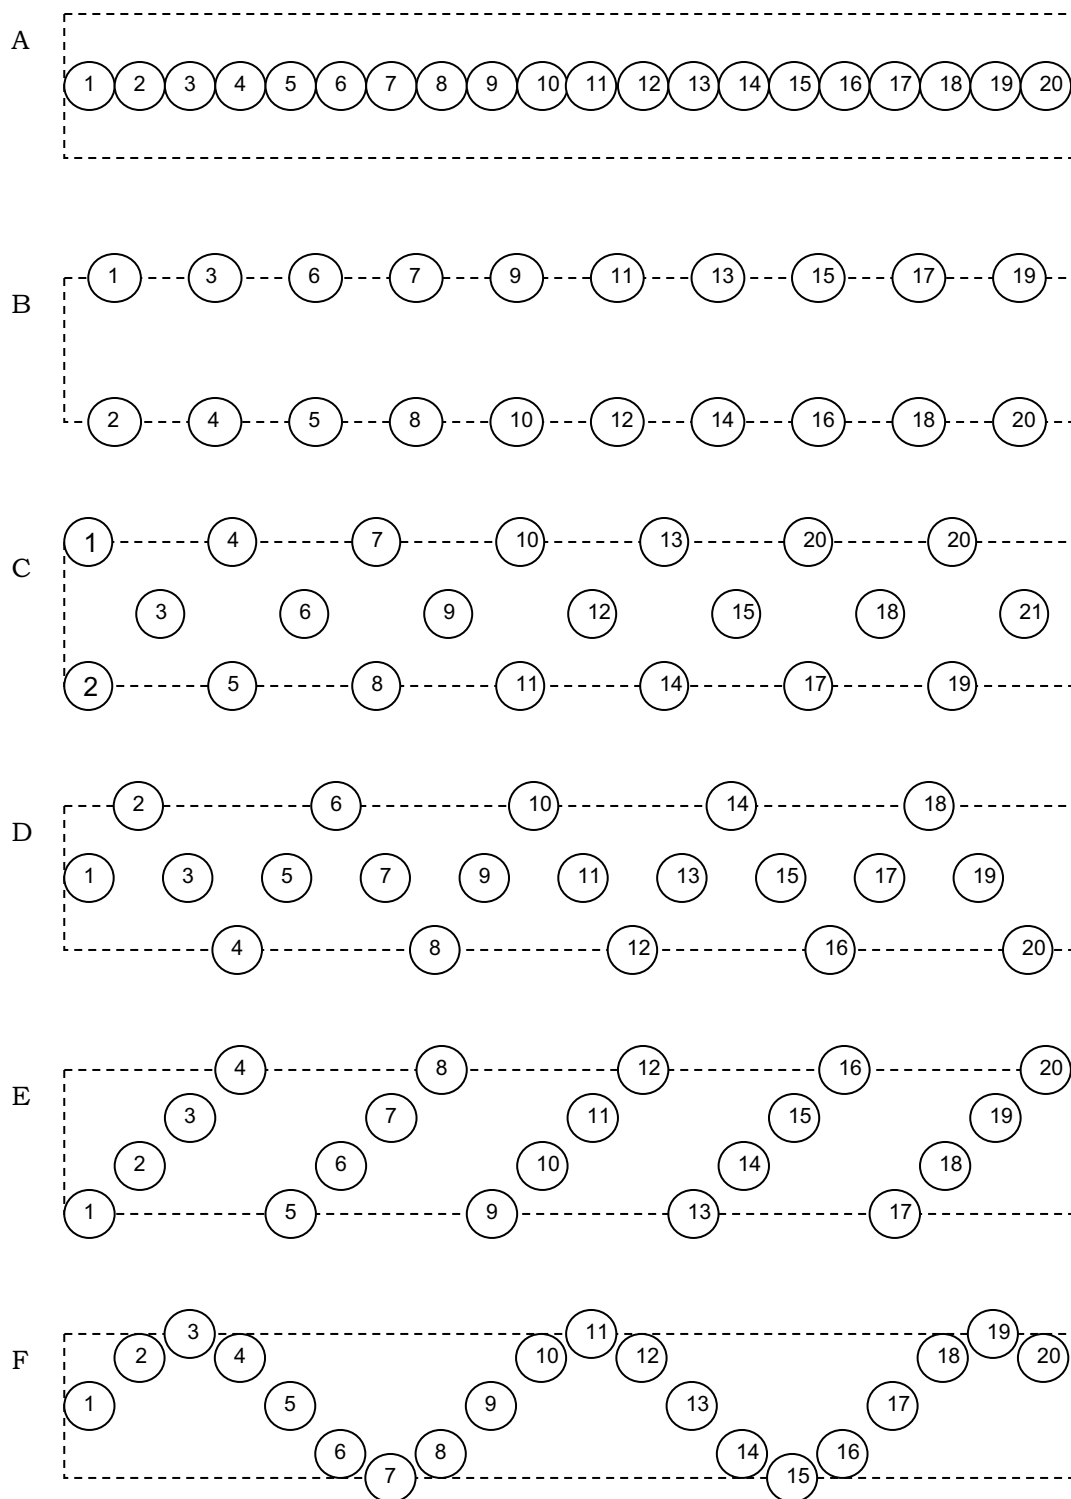 A
1 2 3 4 5 6 7 8 9 10 11 12 13 14 15 16 17 18 19 20
1 3 6 7 9 11 13 15 17 19
B
2 4 5 8 10 12 14 16 18 20
1 4 7 10 13 20 20
C
3 6 9 12 15 18 21
2 5 8 11 14 17 19
2 6 10 14 18
D
1 3 5 7 9 11 13 15 17 19
4 8 12 16 20
4 8 12 16 20
E
3 7 11 15 19
2 6 10 14 18
1 5 9 13 17
3 11 19
F
2 4 10 12 18 20
1 5 9 13 17
6 8 14 16
7 15